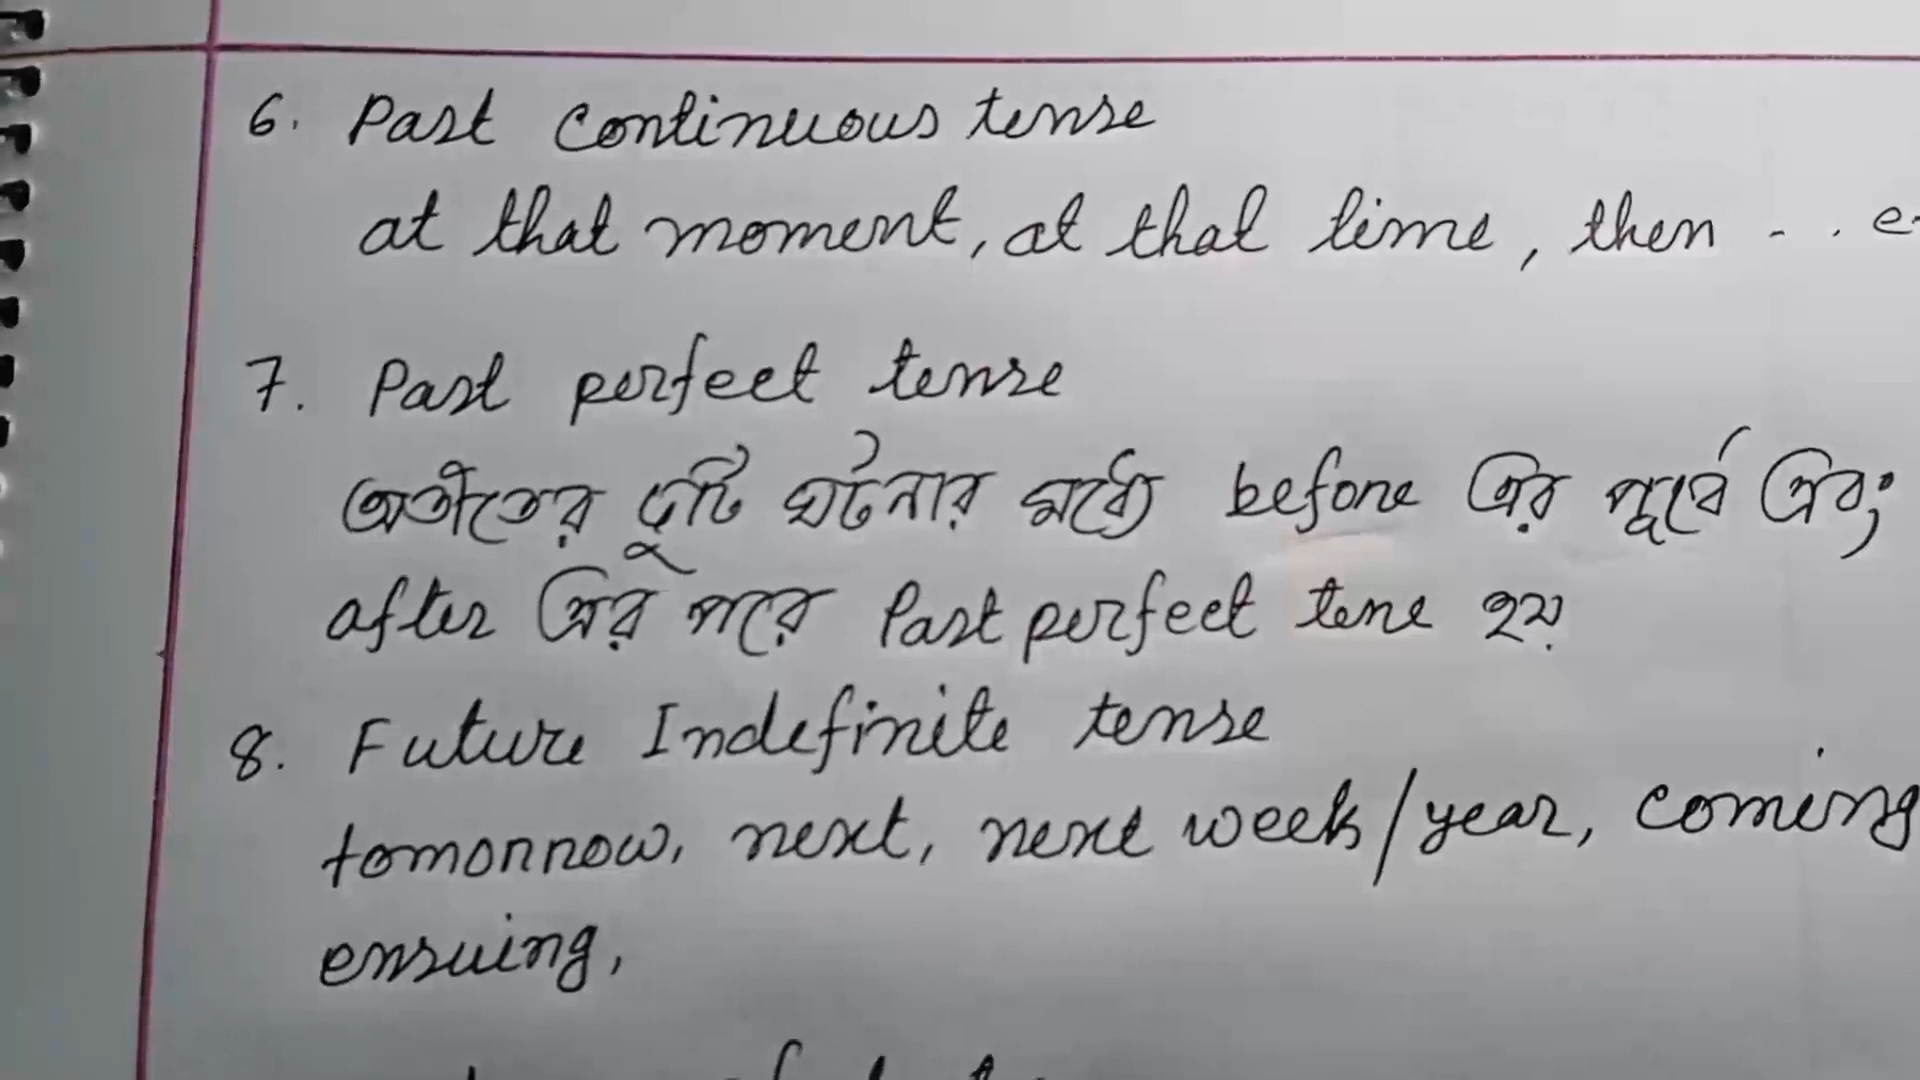 6. Past continuous tense
at that moment, at that time, then - . .
7. Past perfect tense
অতীতের দুটি ঘটনার মধ্যে before এর পূর্বে এবং
after এর পরে Past perfect tene হয়.
8. Future Indefinite tense
tomorrow, next, next week/year, coming
ensuing,